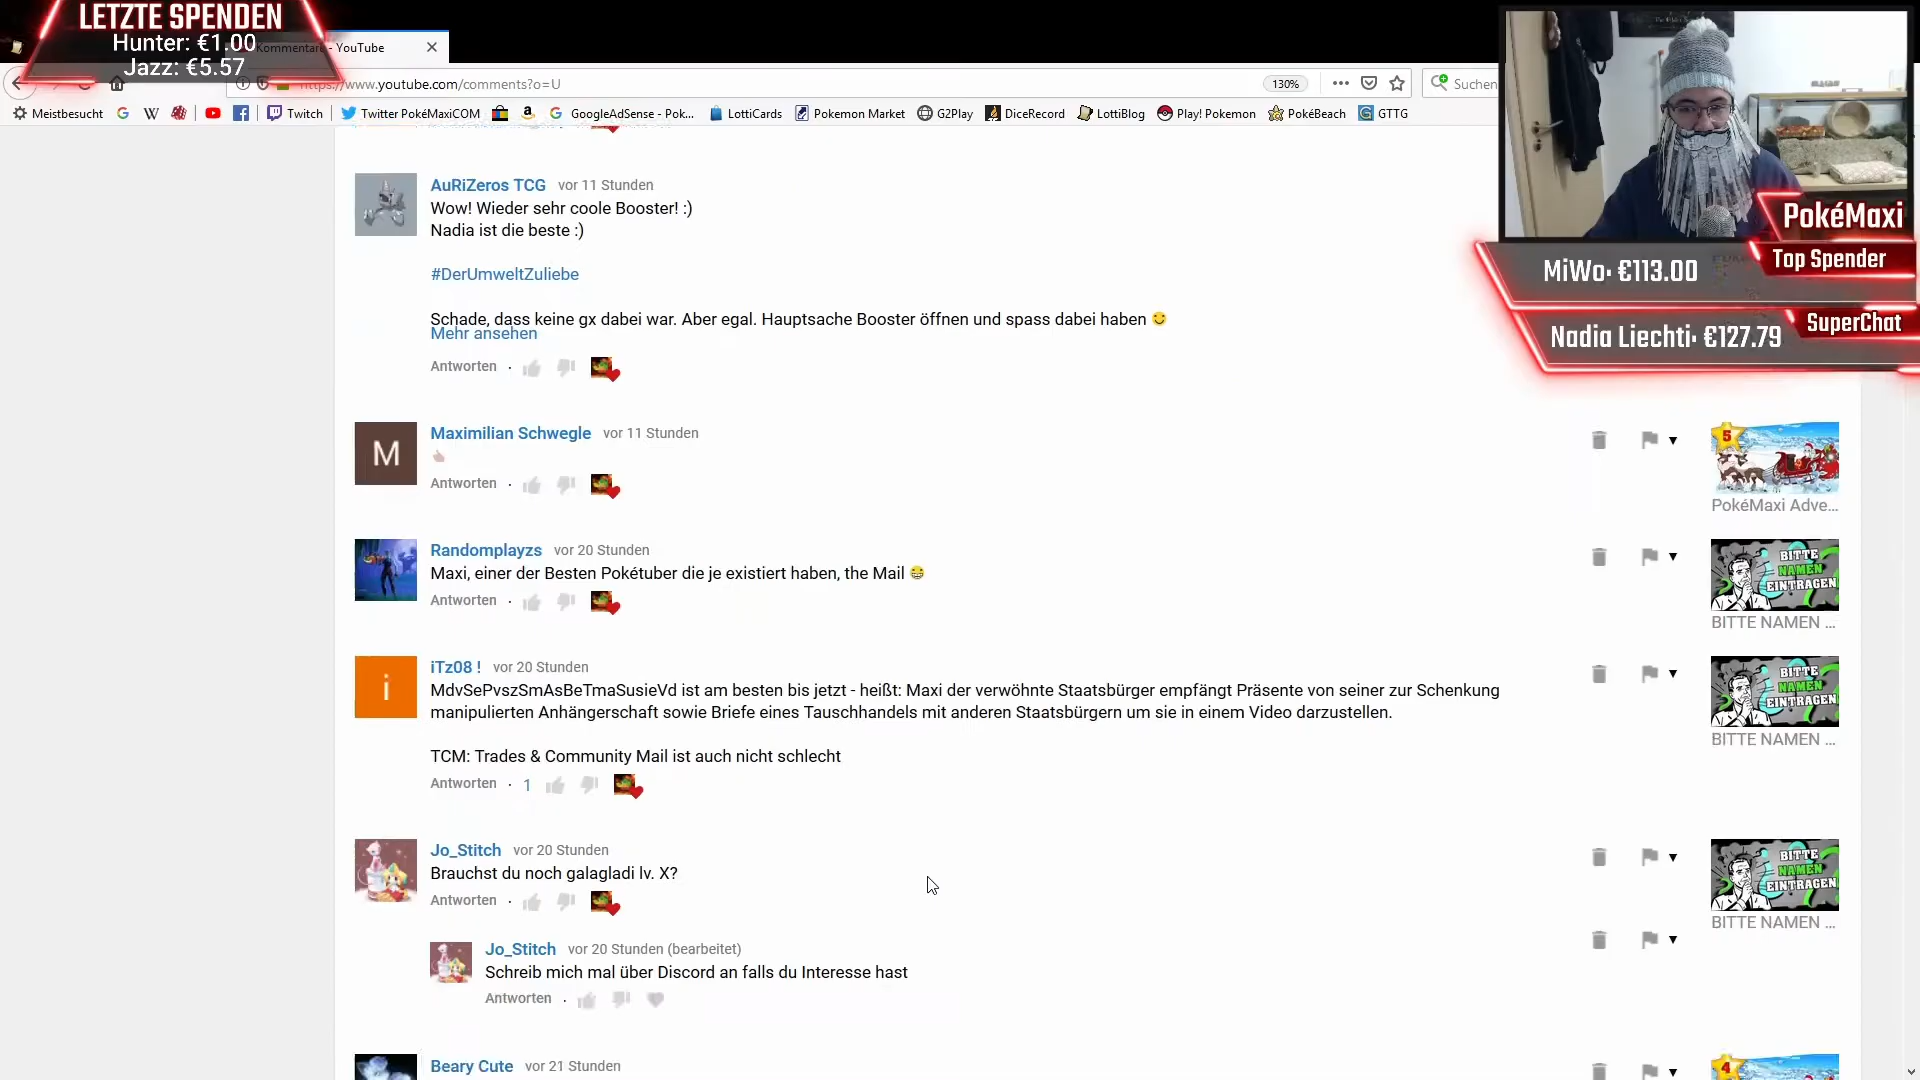 LETZTE SPENDEN
Hunter: €1.00
Jazz: €5.57
Kommentare - YouTube
https://www.youtube.com/comments?o=U
130%
Suchen
Meistbesucht
Twitch
Twitter PokéMaxiCOM
GoogleAdSense - Pok...
LottiCards
Pokemon Market
G2Play
DiceRecord
LottiBlog
Play! Pokemon
PokéBeach
GTTG
PokéMaxi
Top Spender
MiWo: €113.00
SuperChat
Nadia Liechti: €127.79
AuRiZeros TCG vor 11 Stunden
Wow! Wieder sehr coole Booster! :)
Nadia ist die beste :)
#DerUmweltZuliebe
Schade, dass keine gx dabei war. Aber egal. Hauptsache Booster öffnen und spass dabei haben
Mehr ansehen
Antworten
M
Maximilian Schwegle vor 11 Stunden
Antworten
5
PokéMaxi Adve...
Randomplayzs vor 20 Stunden
Maxi, einer der Besten Pokétuber die je existiert haben, the Mail 😂
Antworten
BITTE
NAMEN
EINTRAGEN
BITTE NAMEN ...
i
iTz08 ! vor 20 Stunden
MdvSePvszSmAsBeTmaSusieVd ist am besten bis jetzt - heißt: Maxi der verwöhnte Staatsbürger empfängt Präsente von seiner zur Schenkung
manipulierten Anhängerschaft sowie Briefe eines Tauschhandels mit anderen Staatsbürgern um sie in einem Video darzustellen.
TCM: Trades & Community Mail ist auch nicht schlecht
Antworten · 1
BITTE
NAMEN
EINTRAGEN
BITTE NAMEN ...
Jo_Stitch vor 20 Stunden
Brauchst du noch galagladi lv. X?
Antworten
BITTE
NAMEN
EINTRAGEN
BITTE NAMEN ...
Jo_Stitch vor 20 Stunden (bearbeitet)
Schreib mich mal über Discord an falls du Interesse hast
Antworten
Beary Cute vor 21 Stunden
4